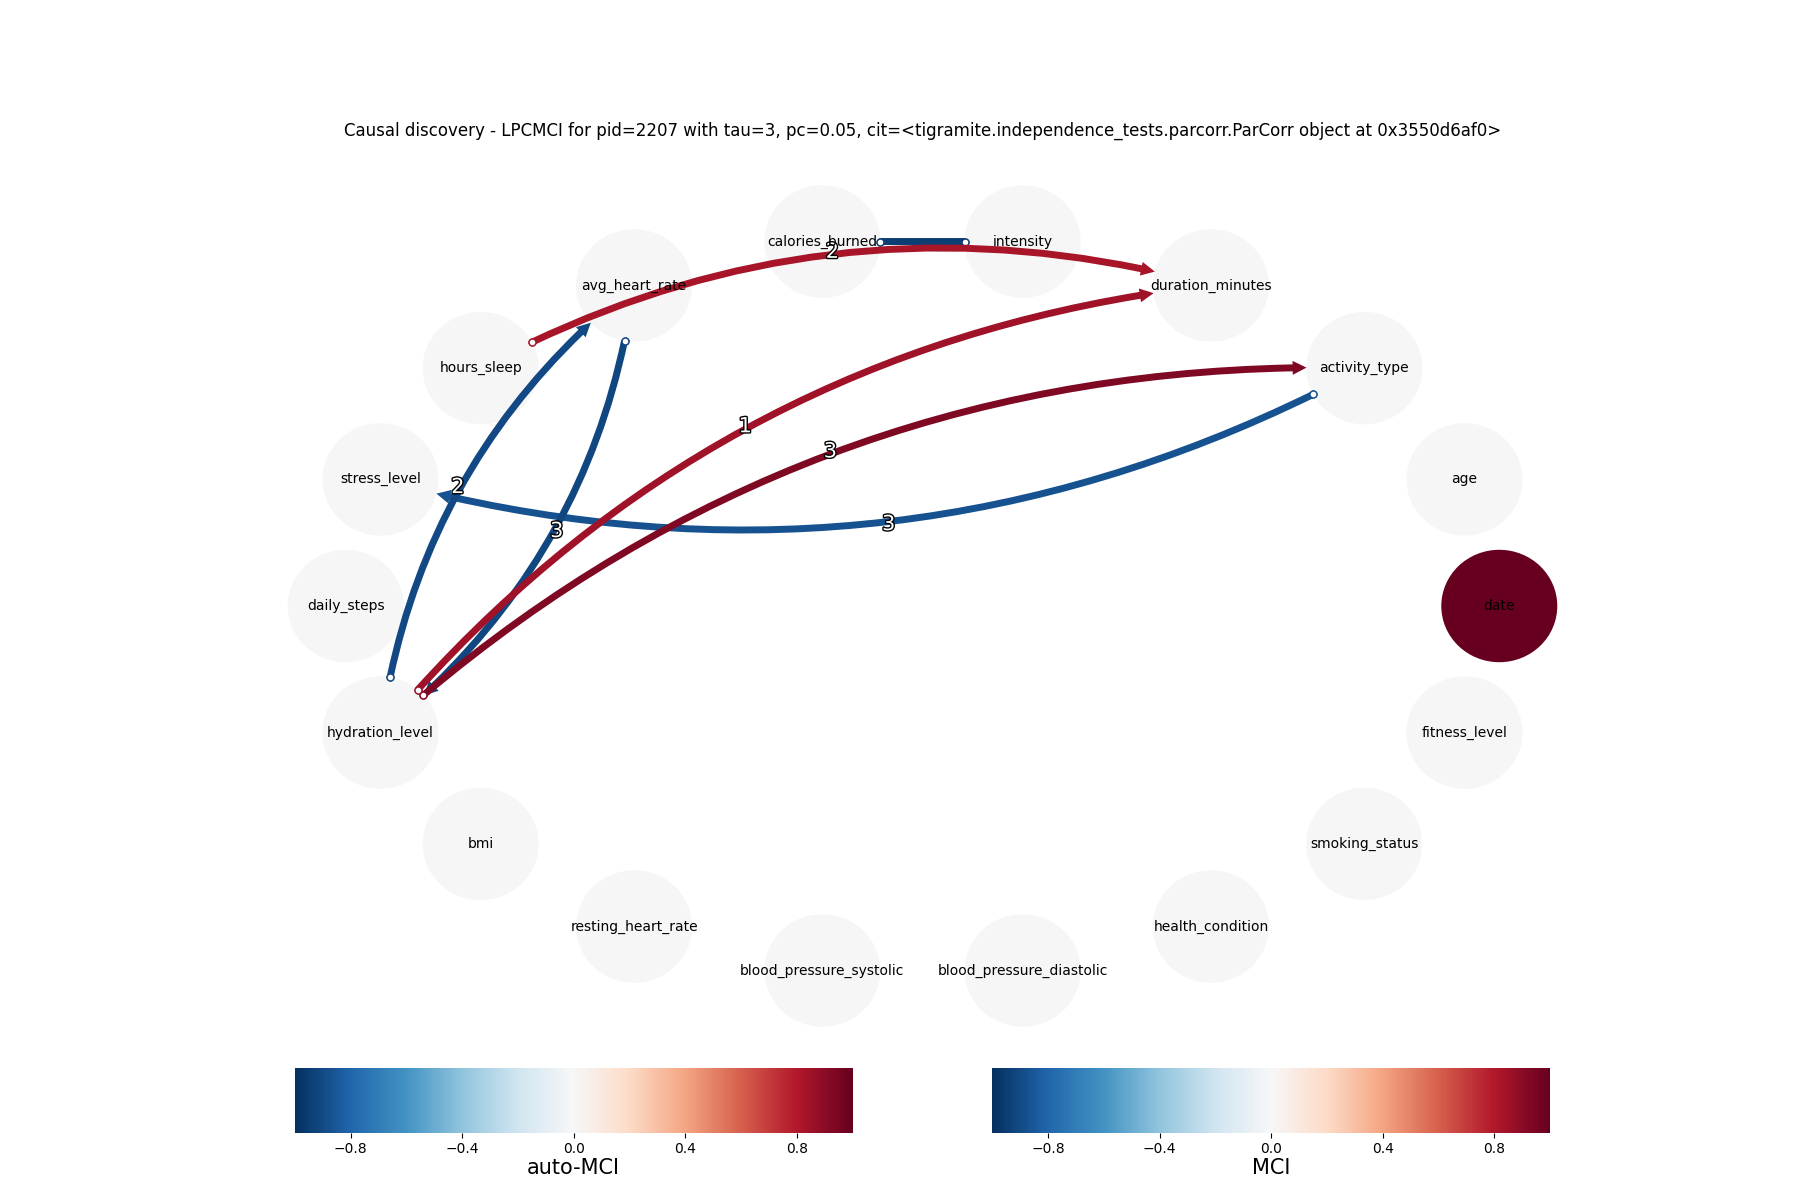 Causal discovery - LPCMCI for pid=2207 with tau=3, pc=0.05, cit=<tigramite.independence_tests.parcorr.ParCorr object at 0x3550d6af0>
calories_burned
intensity
2
avg_heart_rate
duration_minutes
hours_sleep
activity_type
1
3
stress_level
age
2
3
3
daily_steps
date
hydration_level
fitness_level
bmi
smoking_status
resting_heart_rate
health_condition
blood_pressure_systolic
blood_pressure_diastolic
−0.8 −0.4 0.0 0.4 0.8
auto-MCI
−0.8 −0.4 0.0 0.4 0.8
MCI